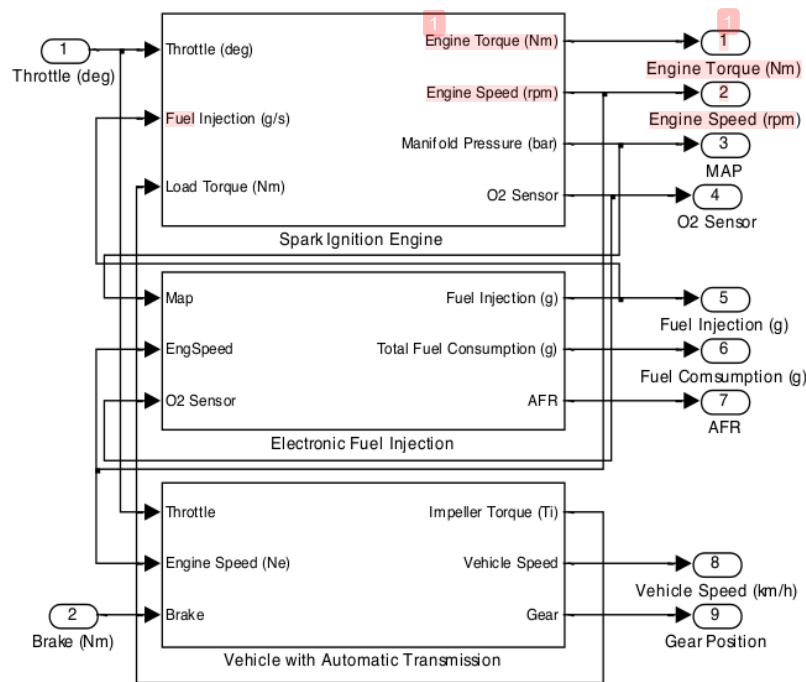 1
1
1
Throttle (deg)
Throttle (deg)
Engine Torque (Nm)
1
Engine Torque (Nm)
Fuel Injection (g/s)
Engine Speed (rpm)
2
Engine Speed (rpm)
Manifold Pressure (bar)
3
MAP
Load Torque (Nm)
O2 Sensor
4
O2 Sensor
Spark Ignition Engine
Map
Fuel Injection (g)
5
Fuel Injection (g)
EngSpeed
Total Fuel Consumption (g)
6
Fuel Comsumption (g)
O2 Sensor
AFR
7
AFR
Electronic Fuel Injection
Throttle
Impeller Torque (Ti)
Engine Speed (Ne)
Vehicle Speed
8
Vehicle Speed (km/h)
2
Brake (Nm)
Brake
Gear
9
Gear Position
Vehicle with Automatic Transmission